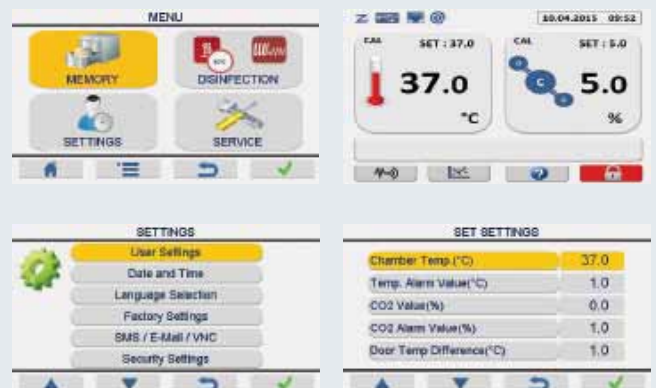 MENU
MEMORY
DISINFECTION
SETTINGS
SERVICE
10.04.2015 09:52
CAL SET : 37.0
37.0
°C
CAL SET : 5.0
C
5.0
%
SETTINGS
User Settings
Date and Time
Language Selection
Factory Settings
SMS / E-Mail / VNC
Security Settings
SET SETTINGS
Chamber Temp.(°C) 37.0
Temp. Alarm Value(°C) 1.0
CO2 Value(%) 0.0
CO2 Alarm Value(%) 1.0
Door Temp Difference(°C) 1.0